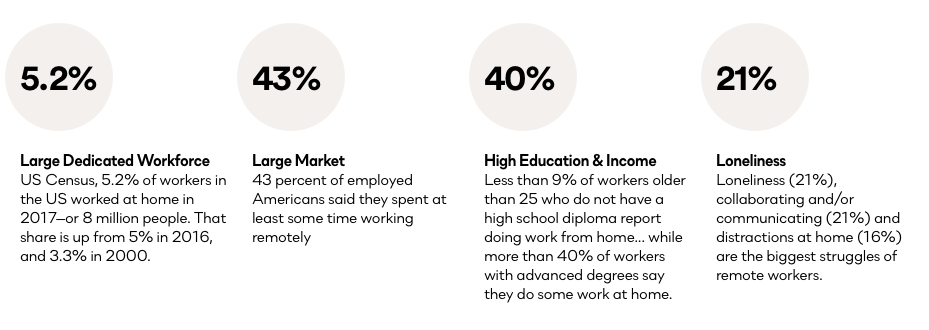 5.2%
Large Dedicated Workforce
US Census, 5.2% of workers in
the US worked at home in
2017—or 8 million people. That
share is up from 5% in 2016,
and 3.3% in 2000.
43%
Large Market
43 percent of employed
Americans said they spent at
least some time working
remotely
40%
High Education & Income
Less than 9% of workers older
than 25 who do not have a
high school diploma report
doing work from home... while
more than 40% of workers
with advanced degrees say
they do some work at home.
21%
Loneliness
Loneliness (21%),
collaborating and/or
communicating (21%) and
distractions at home (16%)
are the biggest struggles of
remote workers.